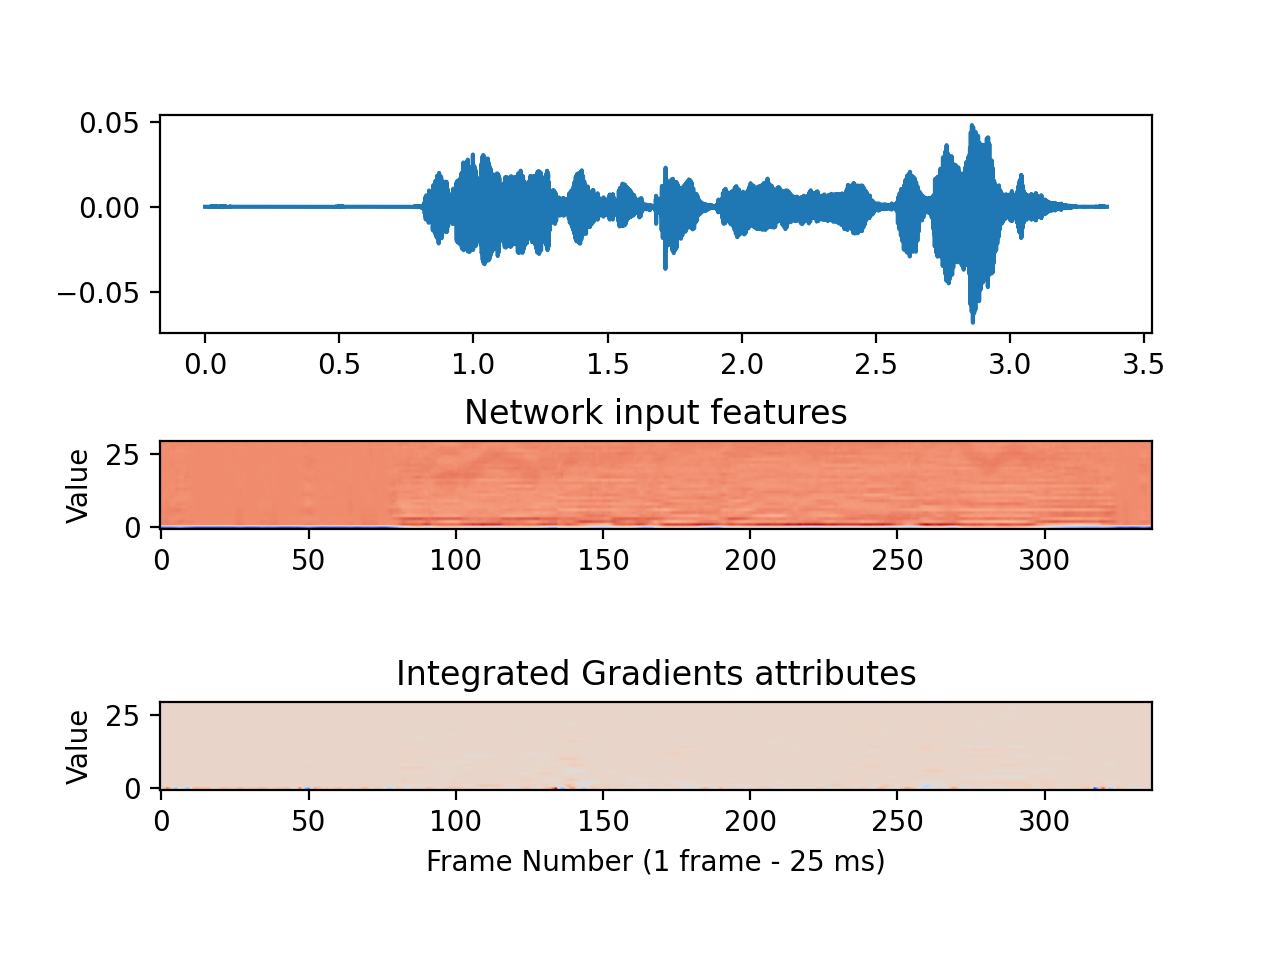 0.05
0.00
−0.05
0.0 0.5 1.0 1.5 2.0 2.5 3.0 3.5
Network input features
Value
25
0
0 50 100 150 200 250 300
Integrated Gradients attributes
Value
25
0
0 50 100 150 200 250 300
Frame Number (1 frame - 25 ms)